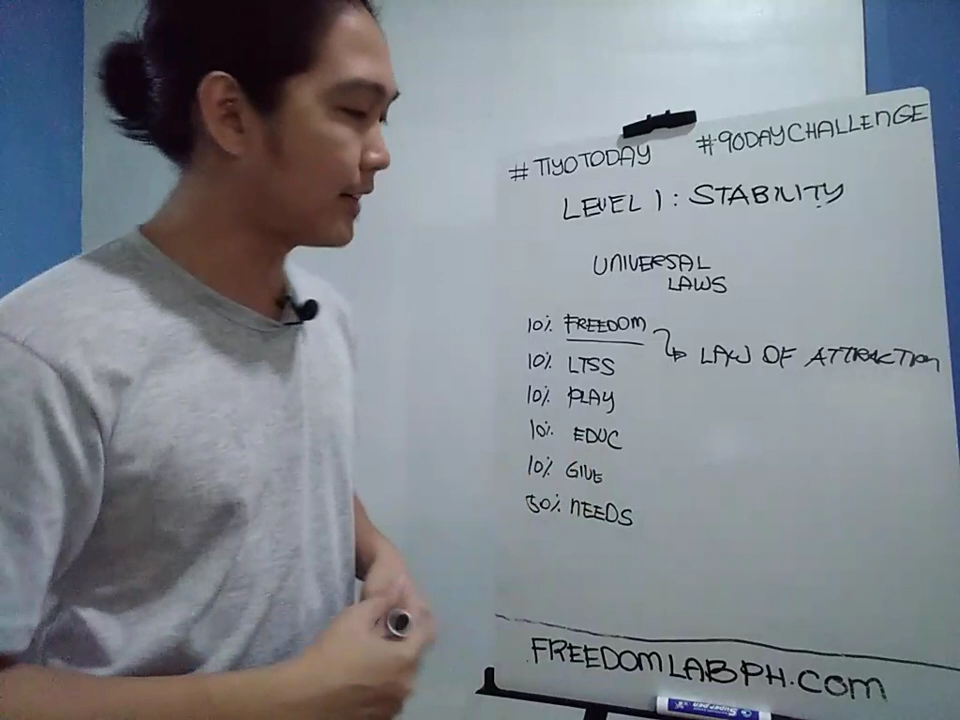 #TIYOTODAY #90DAYCHALLENGE
LEVEL 1: STABILITY
UNIVERSAL
LAWS
10% FREEDOM
LAW OF ATTRACTION
10% LTSS
10% PLAY
10% EDUC
10% GIVE
50% NEEDS
FREEDOMLABPH.COM
Superpen